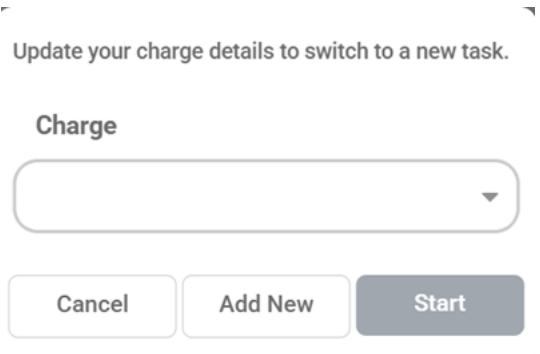 Update your charge details to switch to a new task.
Charge
Cancel Add New Start